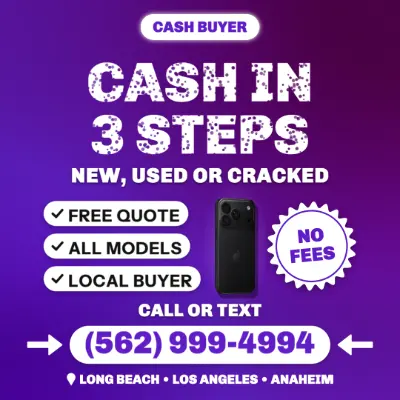 CASH BUYER
CASH IN
3 STEPS
NEW, USED OR CRACKED
✓ FREE QUOTE
✓ ALL MODELS
✓ LOCAL BUYER
NO
FEES
CALL OR TEXT
(562) 999-4994
LONG BEACH • LOS ANGELES • ANAHEIM